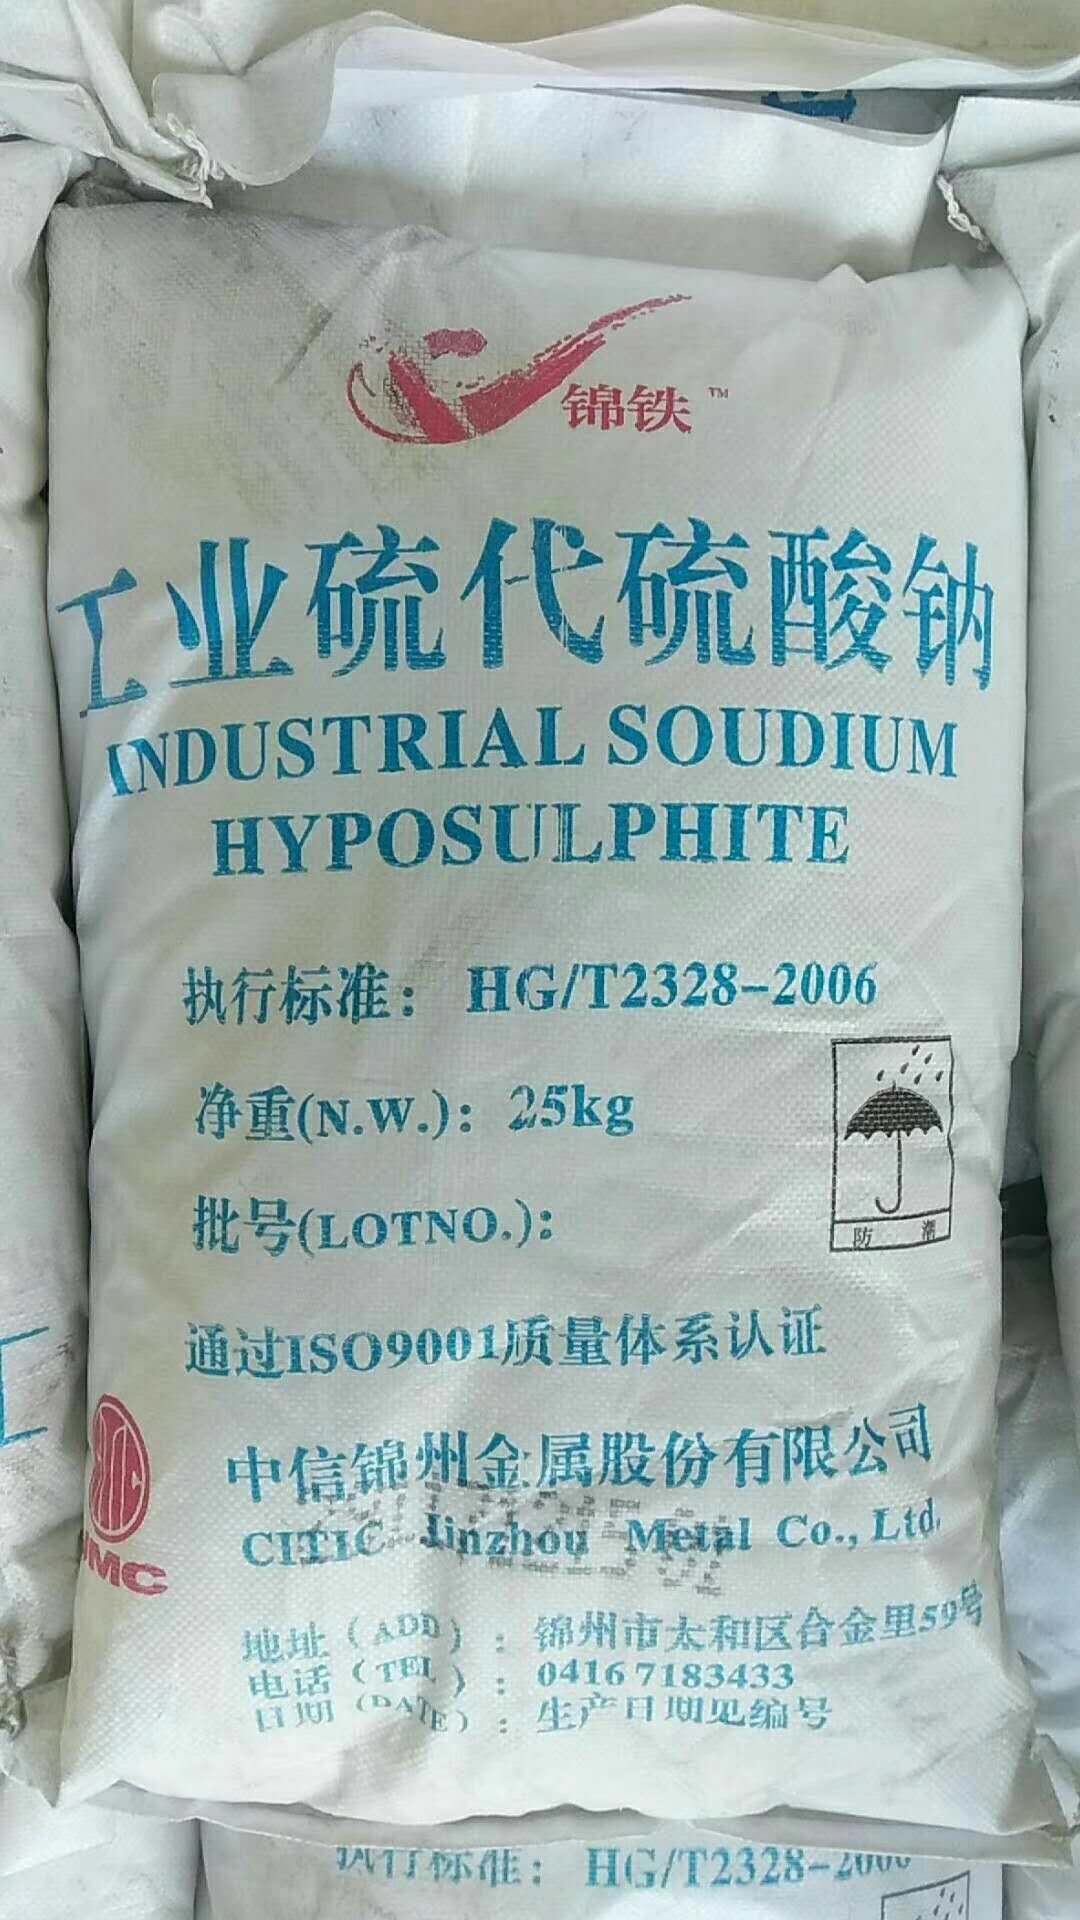 锦铁™
工业硫代硫酸钠
INDUSTRIAL SOUDIUM
HYPOSULPHITE
执行标准：HG/T2328-2006
净重(N.W.)：25kg
批号(LOTNO.)：
防 潮
通过ISO9001质量体系认证
中信锦州金属股份有限公司
CITIC Jinzhou Metal Co., Ltd.
JMC
地址（ADD）：锦州市太和区合金里59号
电话（TEL）：0416 7183433
日期（DATE）：生产日期见编号
执行标准：HG/T2328-2006